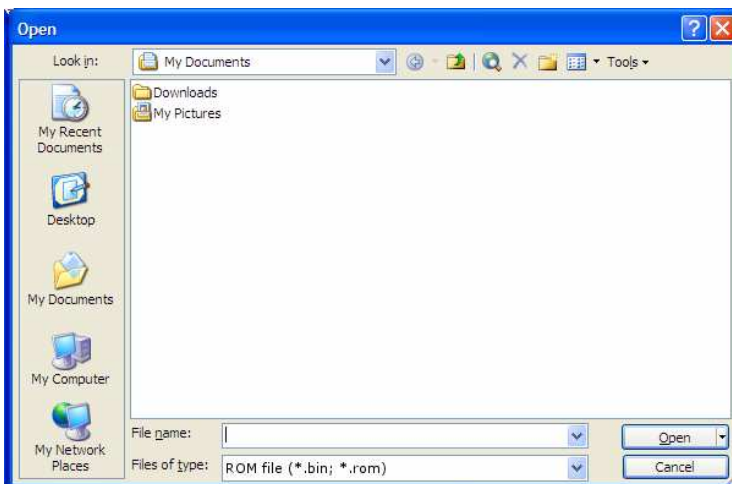 Open
Look in:
My Documents
Tools
Downloads
My Pictures
My Recent
Documents
Desktop
My Documents
My Computer
My Network
Places
File name:
Open
Files of type:
ROM file (*.bin; *.rom)
Cancel